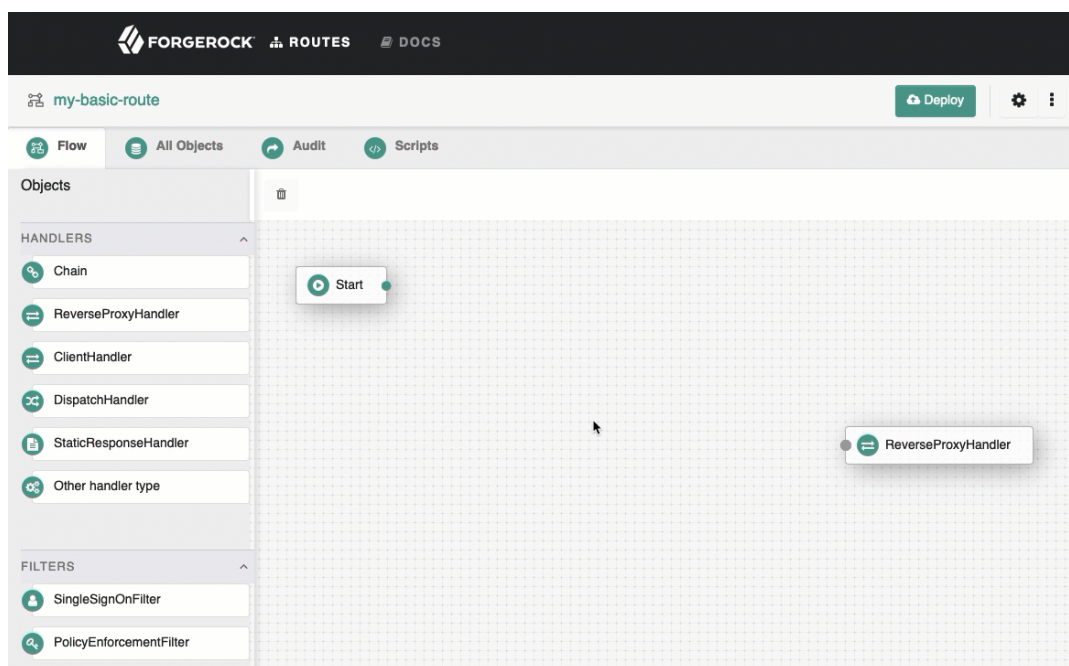 FORGEROCK ROUTES DOCS
my-basic-route Deploy
Flow All Objects Audit Scripts
Objects
HANDLERS
Start
Chain
ReverseProxyHandler
ClientHandler
DispatchHandler
StaticResponseHandler
ReverseProxyHandler
Other handler type
FILTERS
SingleSignOnFilter
PolicyEnforcementFilter